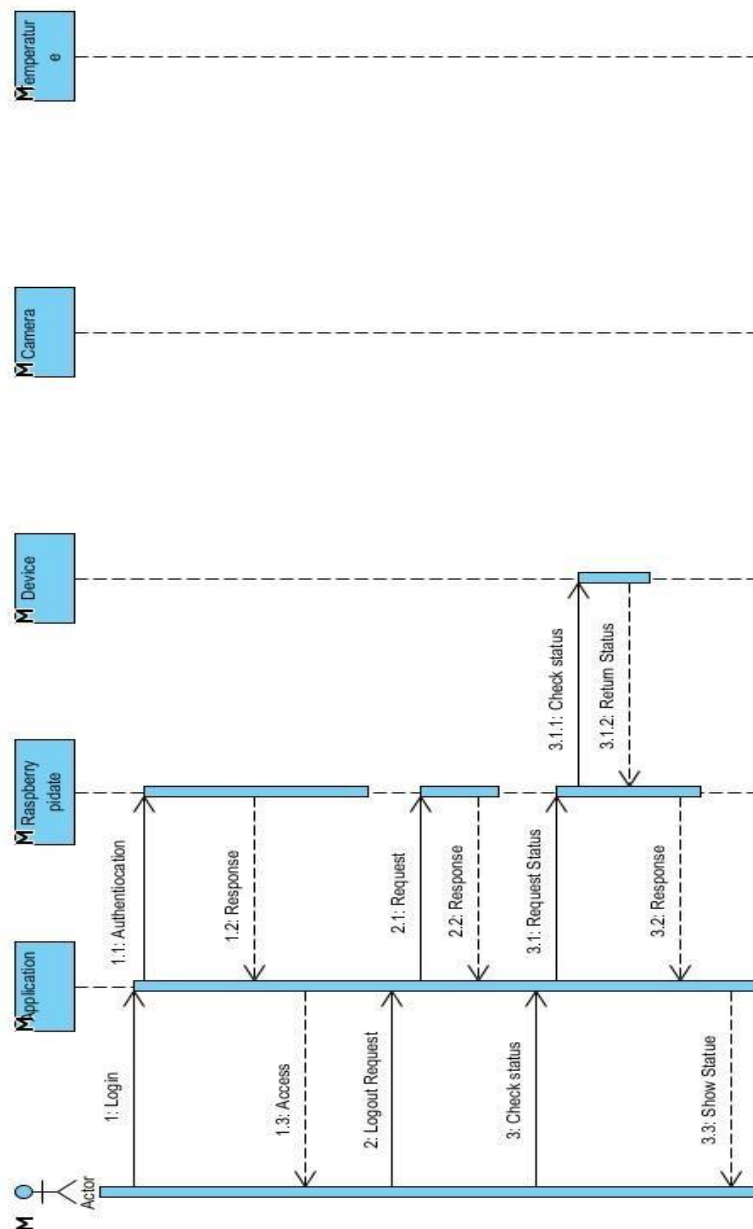 M
Actor
M Application
M Raspberry
pidate
M Device
M Camera
M Temperatur
e
1: Login
1.1: Authentiocation
1.2: Response
1.3: Access
2: Logout Request
2.1: Request
2.2: Response
3: Check status
3.1: Request Status
3.1.1: Check status
3.1.2: Return Status
3.2: Response
3.3: Show Statue